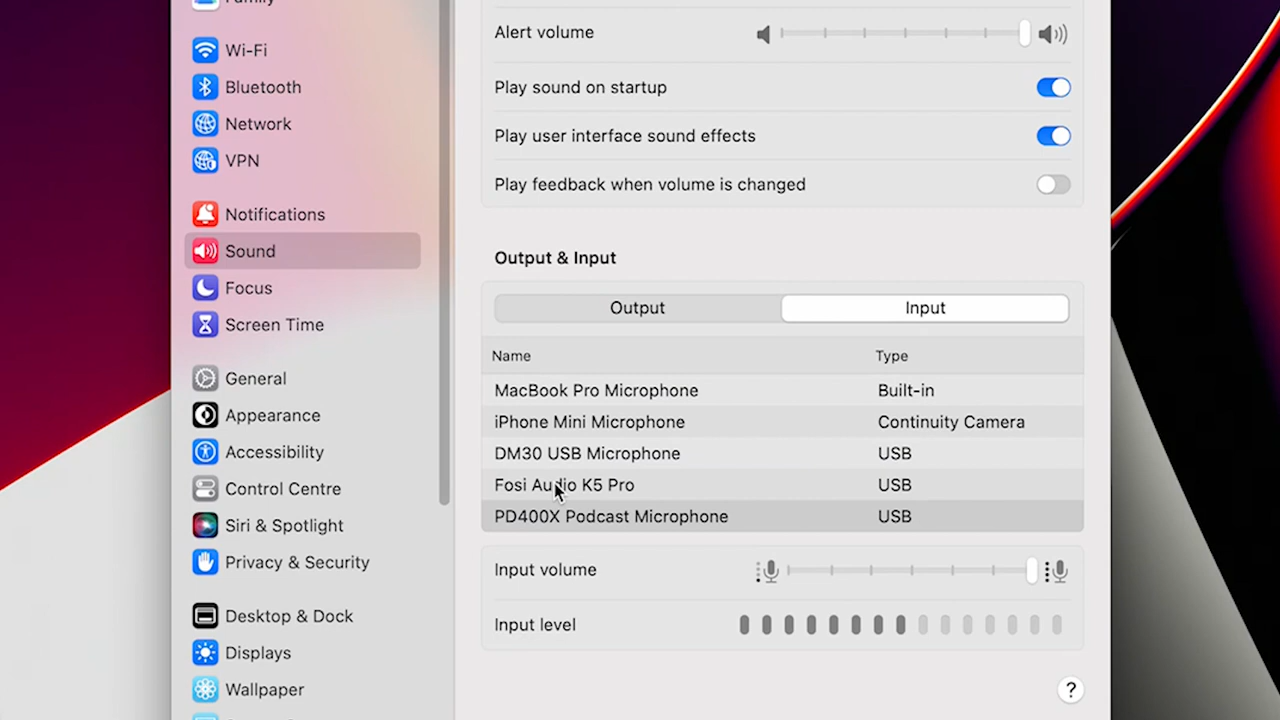 Family
Wi-Fi
Bluetooth
Network
VPN
Notifications
Sound
Focus
Screen Time
General
Appearance
Accessibility
Control Centre
Siri & Spotlight
Privacy & Security
Desktop & Dock
Displays
Wallpaper
Alert volume
Play sound on startup
Play user interface sound effects
Play feedback when volume is changed
Output & Input
Output Input
Name Type
MacBook Pro Microphone Built-in
iPhone Mini Microphone Continuity Camera
DM30 USB Microphone USB
Fosi Audio K5 Pro USB
PD400X Podcast Microphone USB
Input volume
Input level
?